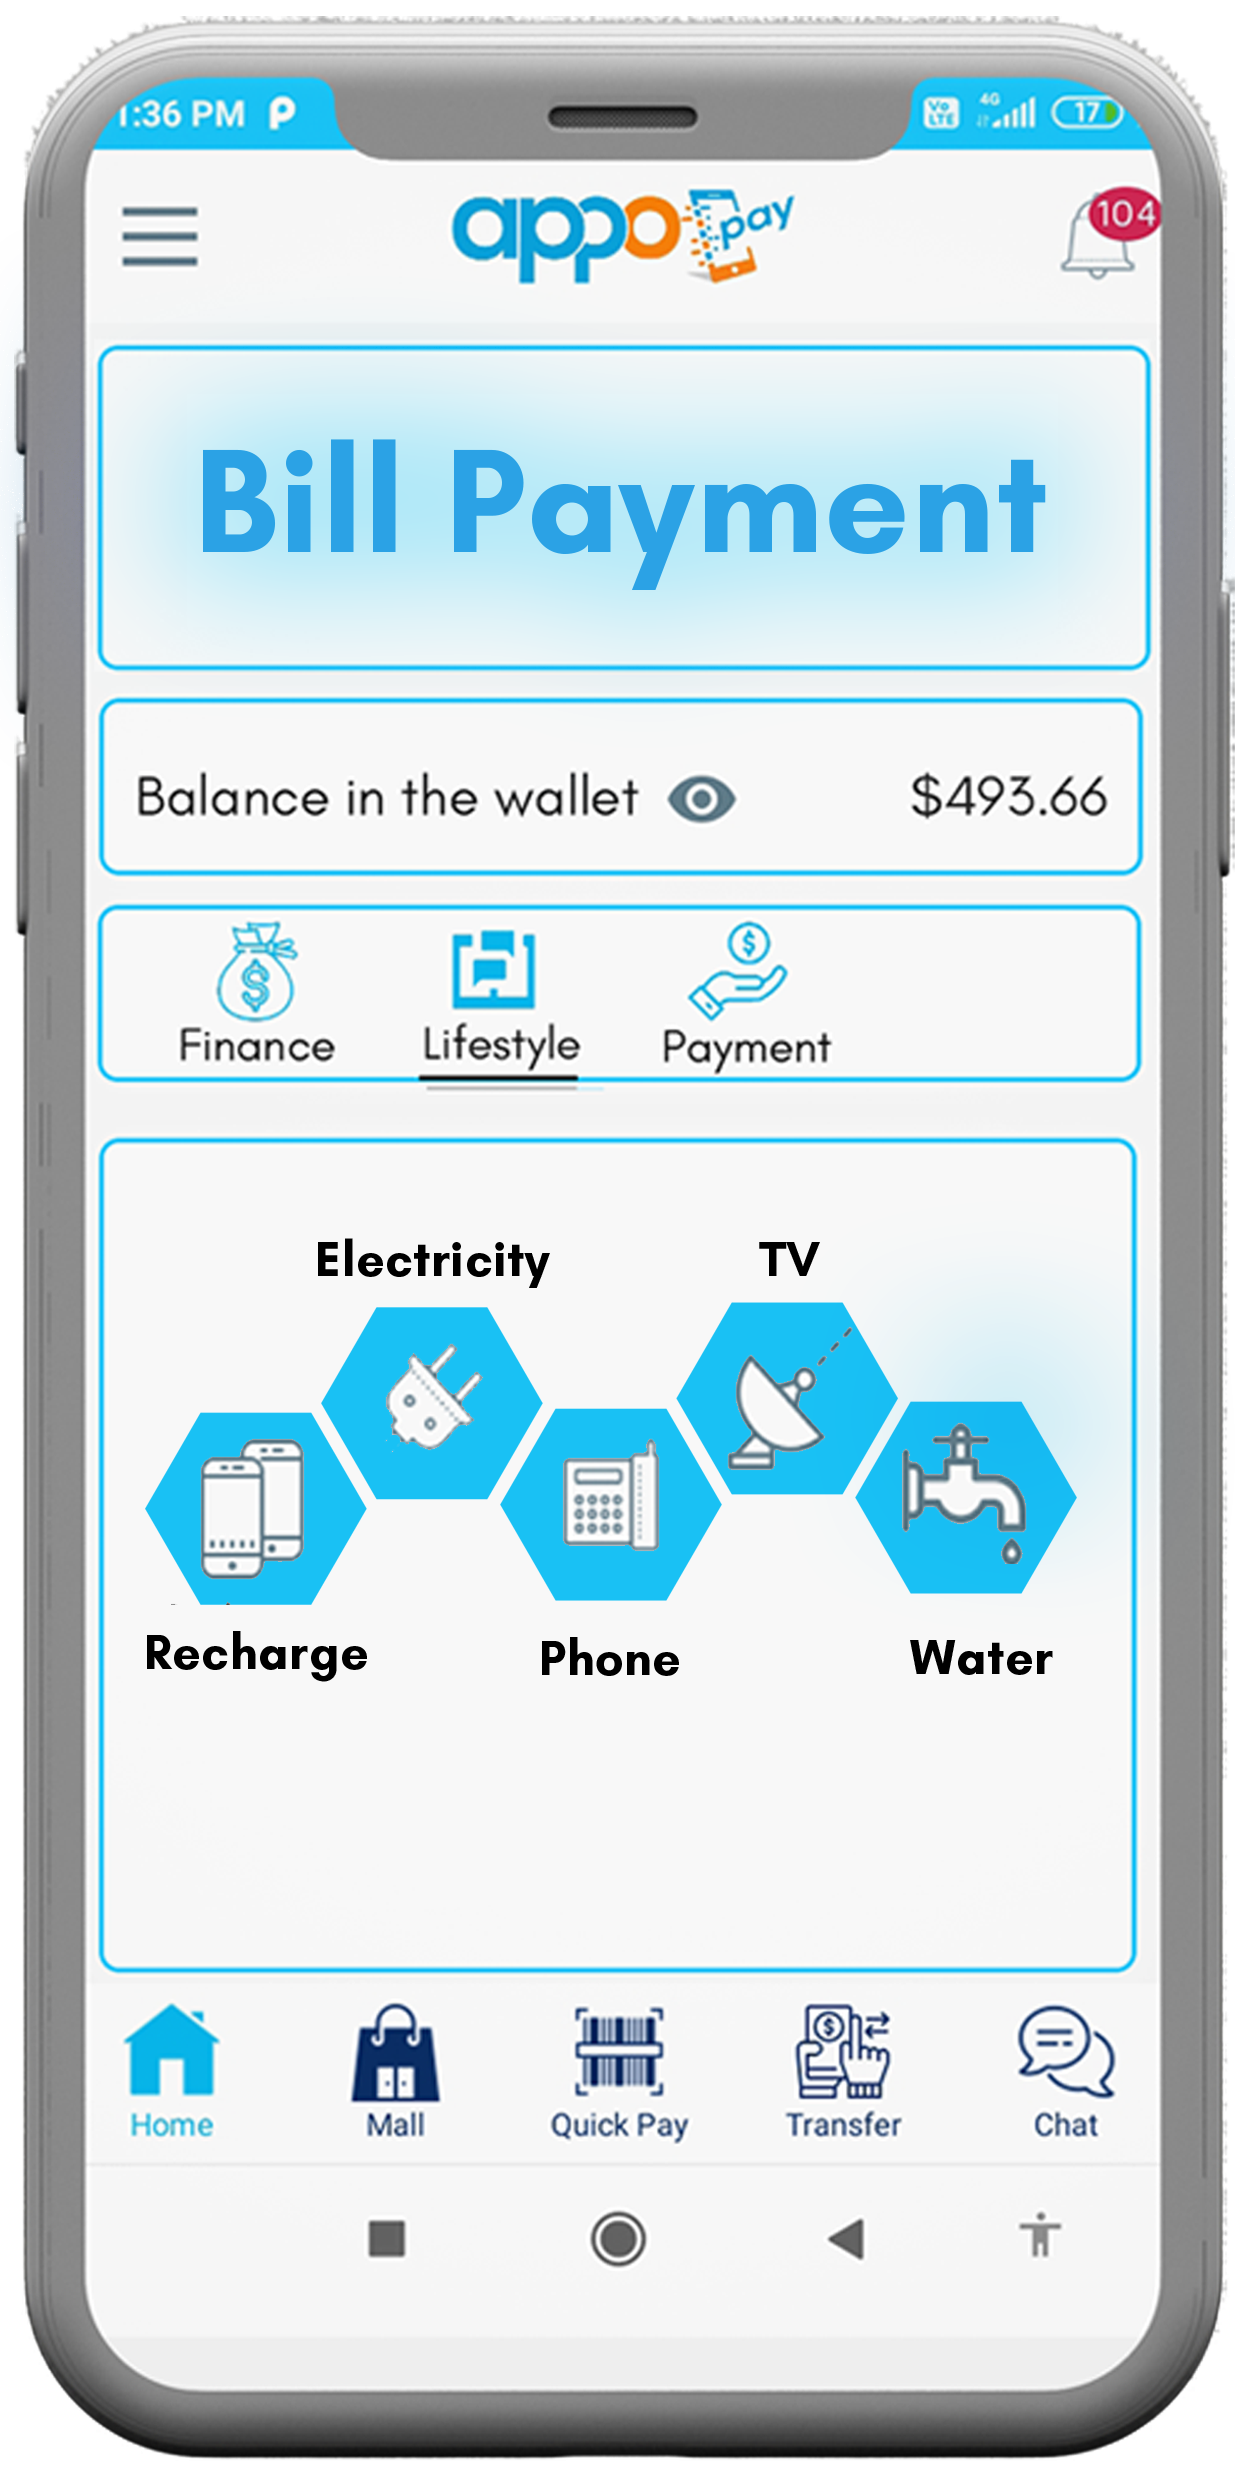 1:36 PM
Vo LTE 4G 17
appo pay
104
Bill Payment
Balance in the wallet $493.66
Finance Lifestyle Payment
Electricity TV
Recharge Phone Water
Home Mall Quick Pay Transfer Chat